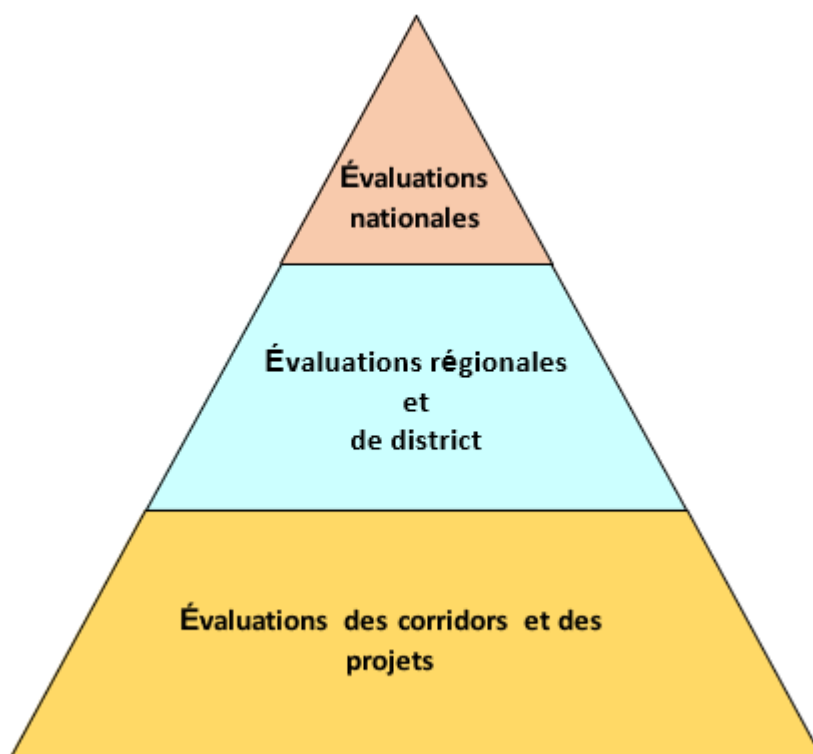 Évaluations
nationales
Évaluations régionales
et
de district
Évaluations des corridors et des
projets